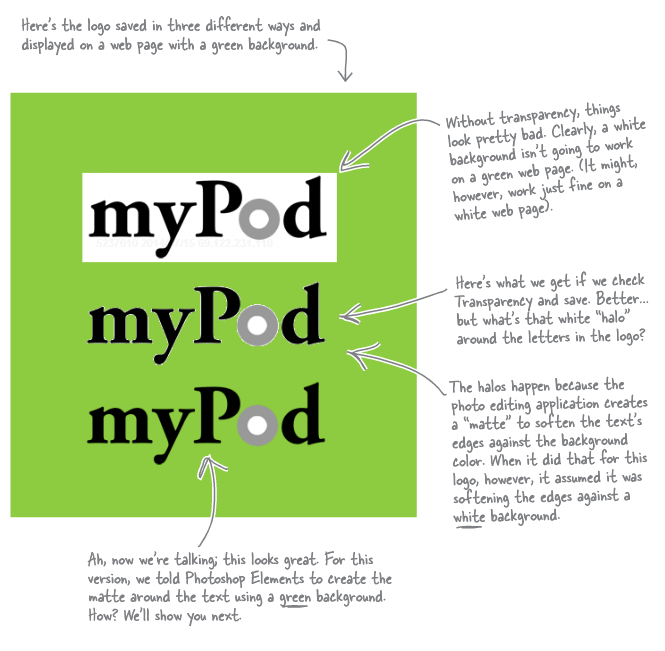 Here's the logo saved in three different ways and
displayed on a web page with a green background.
Without transparency, things
look pretty bad. Clearly, a white
background isn't going to work
on a green web page. (It might,
however, work just fine on a
white web page).
myPod
Here's what we get if we check
Transparency and save. Better...
but what's that white "halo"
around the letters in the logo?
myPod
The halos happen because the
photo editing application creates
a "matte" to soften the text's
edges against the background
color. When it did that for this
logo, however, it assumed it was
softening the edges against a
white background.
myPod
Ah, now we're talking; this looks great. For this
version, we told Photoshop Elements to create the
matte around the text using a green background.
How? We'll show you next.